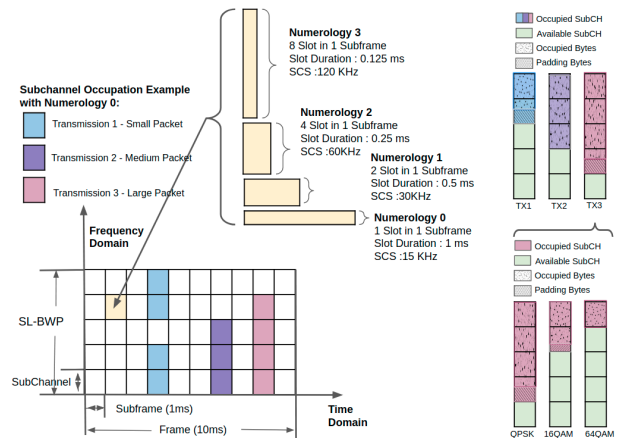 Numerology 3
8 Slot in 1 Subframe
Slot Duration : 0.125 ms
SCS :120 KHz
Subchannel Occupation Example
with Numerology 0:
Transmission 1 - Small Packet
Transmission 2 - Medium Packet
Transmission 3 - Large Packet
Numerology 2
4 Slot in 1 Subframe
Slot Duration : 0.25 ms
SCS :60KHz
Numerology 1
2 Slot in 1 Subframe
Slot Duration : 0.5 ms
SCS :30KHz
Numerology 0
1 Slot in 1 Subframe
Slot Duration : 1 ms
SCS :15 KHz
Frequency
Domain
SL-BWP
SubChannel
Subframe (1ms)
Frame (10ms)
Time
Domain
Occupied SubCH
Available SubCH
Occupied Bytes
Padding Bytes
TX1 TX2 TX3
Occupied SubCH
Available SubCH
Occupied Bytes
Padding Bytes
QPSK 16QAM 64QAM